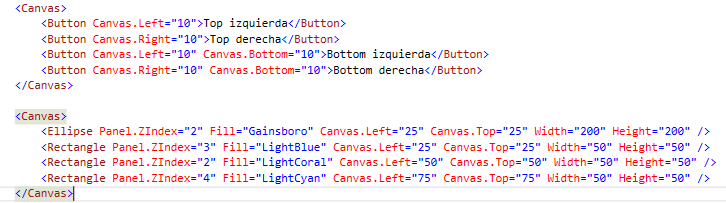 <Canvas>
<Button Canvas.Left="10">Top izquierda</Button>
<Button Canvas.Right="10">Top derecha</Button>
<Button Canvas.Left="10" Canvas.Bottom="10">Bottom izquierda</Button>
<Button Canvas.Right="10" Canvas.Bottom="10">Bottom derecha</Button>
</Canvas>
<Canvas>
<Ellipse Panel.ZIndex="2" Fill="Gainsboro" Canvas.Left="25" Canvas.Top="25" Width="200" Height="200" />
<Rectangle Panel.ZIndex="3" Fill="LightBlue" Canvas.Left="25" Canvas.Top="25" Width="50" Height="50" />
<Rectangle Panel.ZIndex="2" Fill="LightCoral" Canvas.Left="50" Canvas.Top="50" Width="50" Height="50" />
<Rectangle Panel.ZIndex="4" Fill="LightCyan" Canvas.Left="75" Canvas.Top="75" Width="50" Height="50" />
</Canvas>